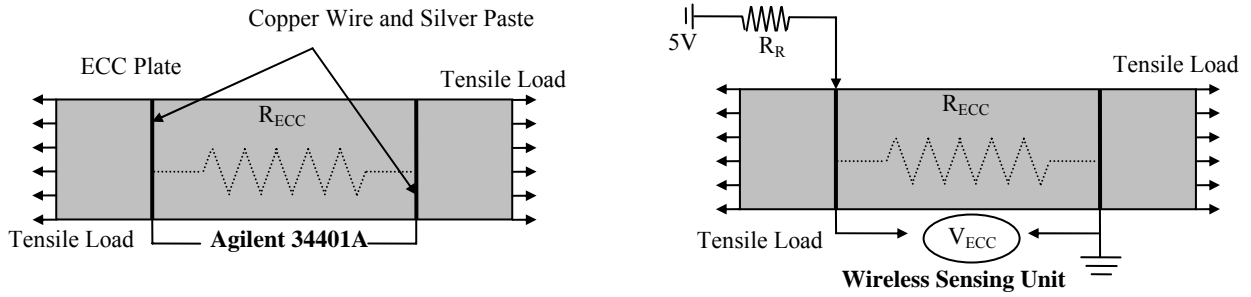 Copper Wire and Silver Paste
ECC Plate
Tensile Load
R_ECC
Tensile Load
Agilent 34401A
5V
R_R
Tensile Load
R_ECC
Tensile Load
V_ECC
Wireless Sensing Unit